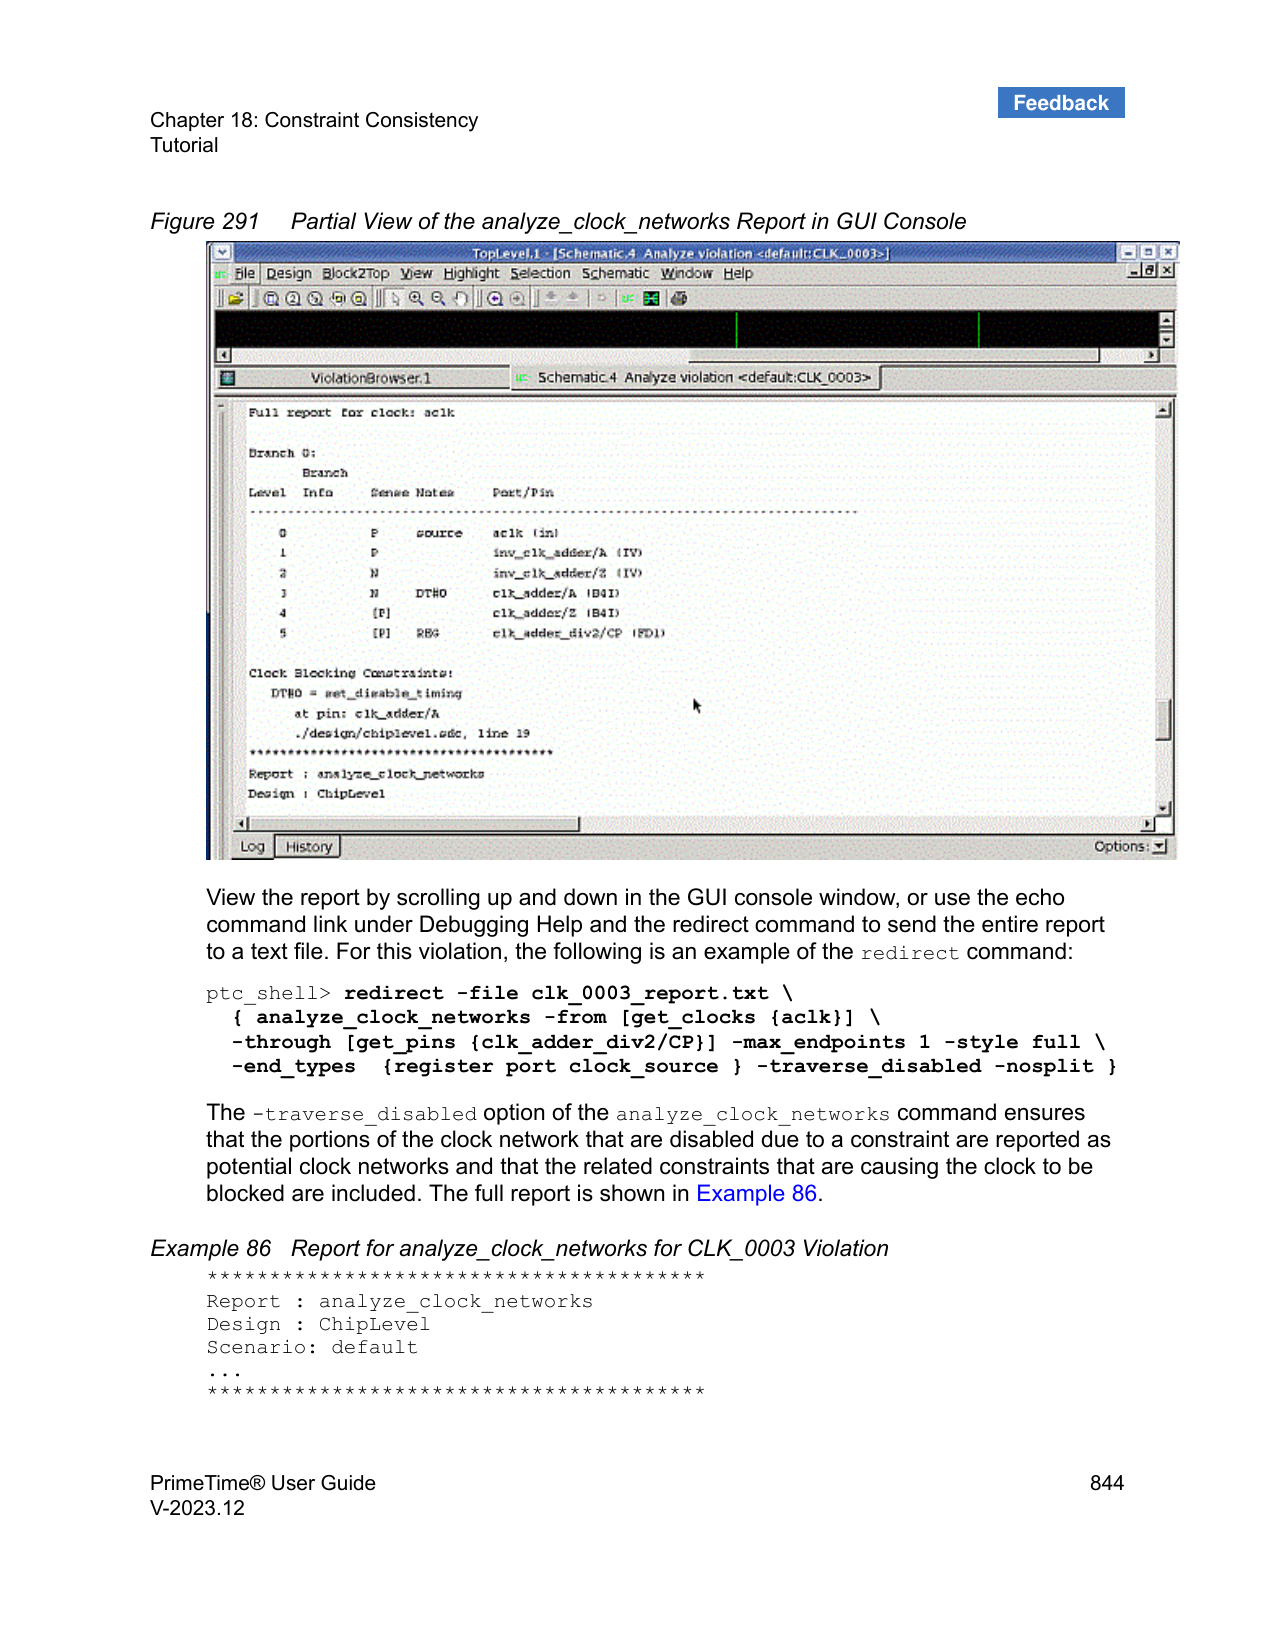 Feedback
Chapter 18: Constraint Consistency
Tutorial
Figure 291 Partial View of the analyze_clock_networks Report in GUI Console
TopLevel.1 - [Schematic.4 Analyze violation <default:CLK_0003>]
File Design Block2Top View Highlight Selection Schematic Window Help
ViolationBrowser.1 Schematic.4 Analyze violation <default:CLK_0003>
Full report for clock: aclk
Branch 0:
Branch
Level Info Sense Notes Port/Pin
--------------------------------------------------------------------------------
0 P source aclk (in)
1 P inv_clk_adder/A (IV)
2 N inv_clk_adder/Z (IV)
3 N DT#0 clk_adder/A (B4I)
4 [P] clk_adder/Z (B4I)
5 [P] REG clk_adder_div2/CP (FD1)
Clock Blocking Constraints:
DT#0 = set_disable_timing
at pin: clk_adder/A
./design/chiplevel.sdc, line 19
****************************************
Report : analyze_clock_networks
Design : ChipLevel
Log History Options:
View the report by scrolling up and down in the GUI console window, or use the echo
command link under Debugging Help and the redirect command to send the entire report
to a text file. For this violation, the following is an example of the redirect command:
ptc_shell> redirect -file clk_0003_report.txt \
{ analyze_clock_networks -from [get_clocks {aclk}] \
-through [get_pins {clk_adder_div2/CP}] -max_endpoints 1 -style full \
-end_types {register port clock_source } -traverse_disabled -nosplit }
The -traverse_disabled option of the analyze_clock_networks command ensures
that the portions of the clock network that are disabled due to a constraint are reported as
potential clock networks and that the related constraints that are causing the clock to be
blocked are included. The full report is shown in Example 86.
Example 86 Report for analyze_clock_networks for CLK_0003 Violation
****************************************
Report : analyze_clock_networks
Design : ChipLevel
Scenario: default
...
****************************************
PrimeTime® User Guide 844
V-2023.12